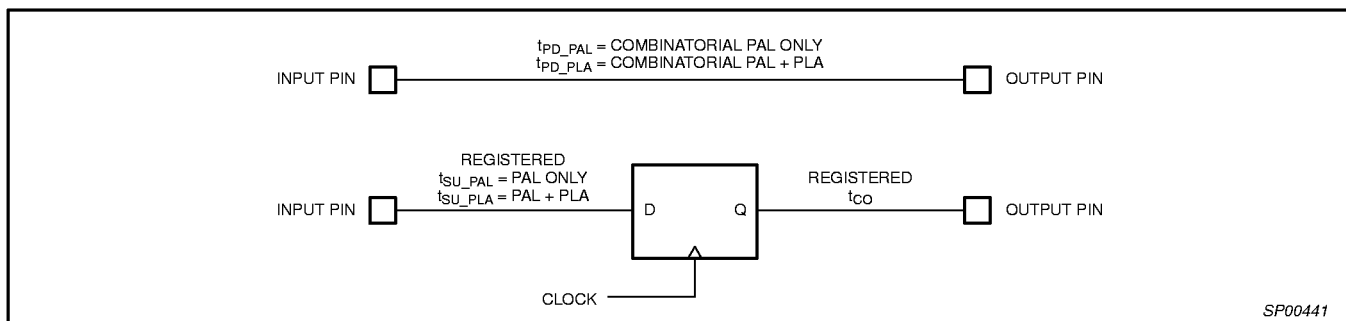 tPD_PAL = COMBINATORIAL PAL ONLY
tPD_PLA = COMBINATORIAL PAL + PLA
INPUT PIN
OUTPUT PIN
REGISTERED
tSU_PAL = PAL ONLY
tSU_PLA = PAL + PLA
REGISTERED
tCO
INPUT PIN
D
Q
OUTPUT PIN
CLOCK
SP00441